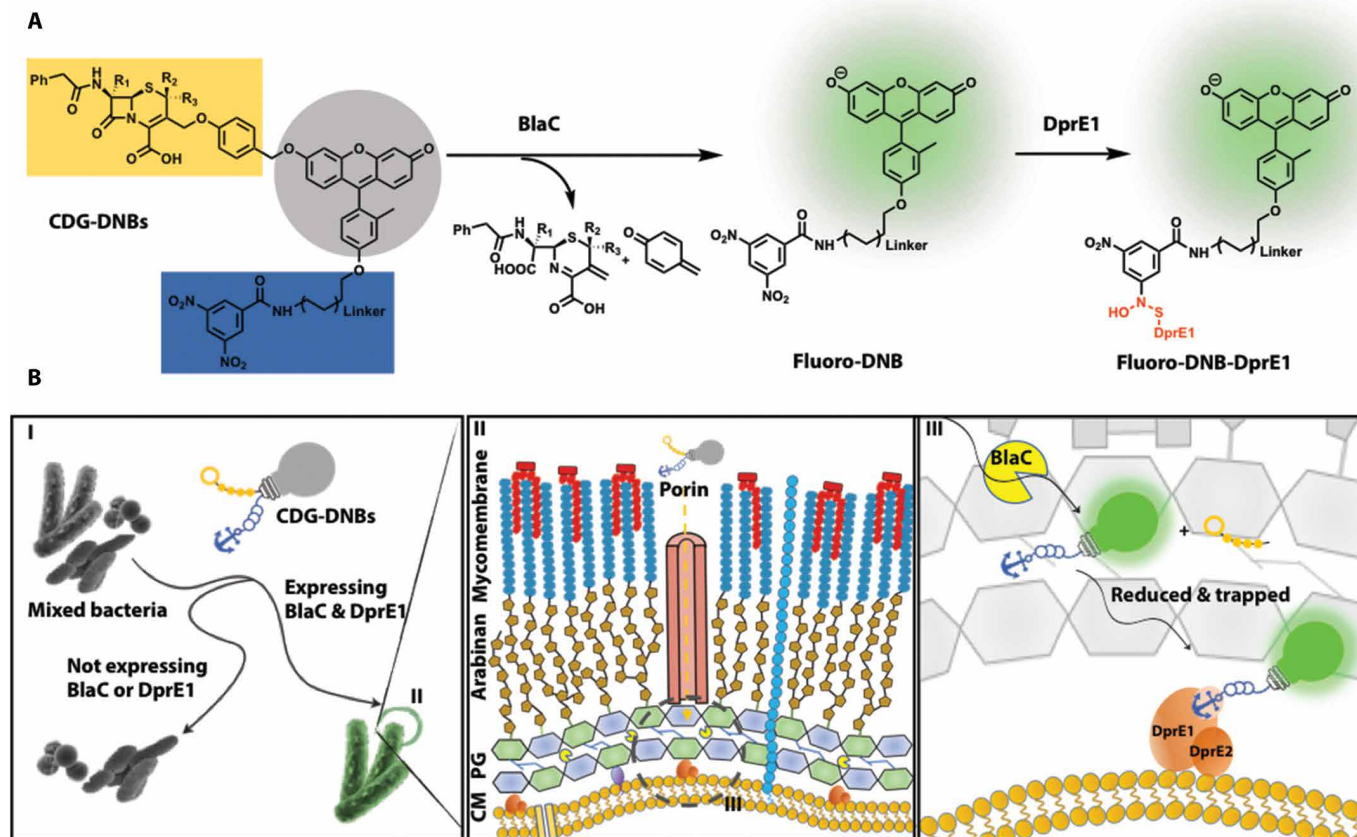 A
Ph
H
N
R1
S
R2
R3
O
O
N
O
O
OH
O
O
O
CDG-DNBs
O
O2N
O
NH
Linker
NO2
BlaC
Ph
H
N
R1
S
R2
R3
O
HOOC
N
O
OH
+
O
⊖
O
O
O
O
O2N
O
NH
Linker
NO2
Fluoro-DNB
DprE1
⊖
O
O
O
O
O2N
O
NH
Linker
HO
N
S
DprE1
Fluoro-DNB-DprE1
B
I
CDG-DNBs
Mixed bacteria
Expressing
BlaC & DprE1
Not expressing
BlaC or DprE1
II
II
Porin
Mycomembrane
Arabinan
PG
CM
III
III
BlaC
+
Reduced & trapped
DprE1
DprE2